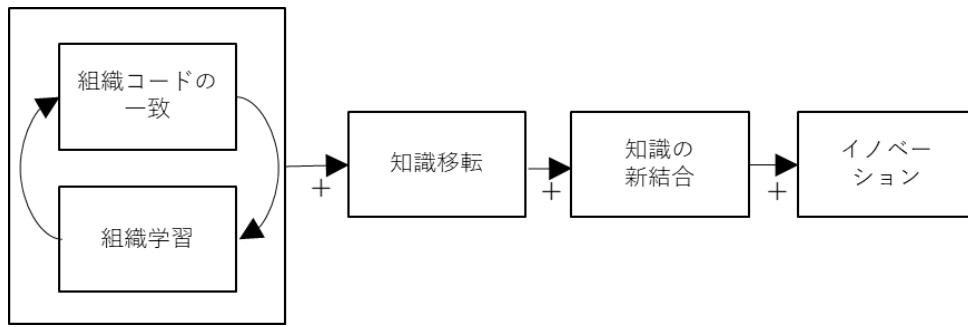 組織コードの
一致
組織学習
+
知識移転
+
知識の
新結合
+
イノベー
ション